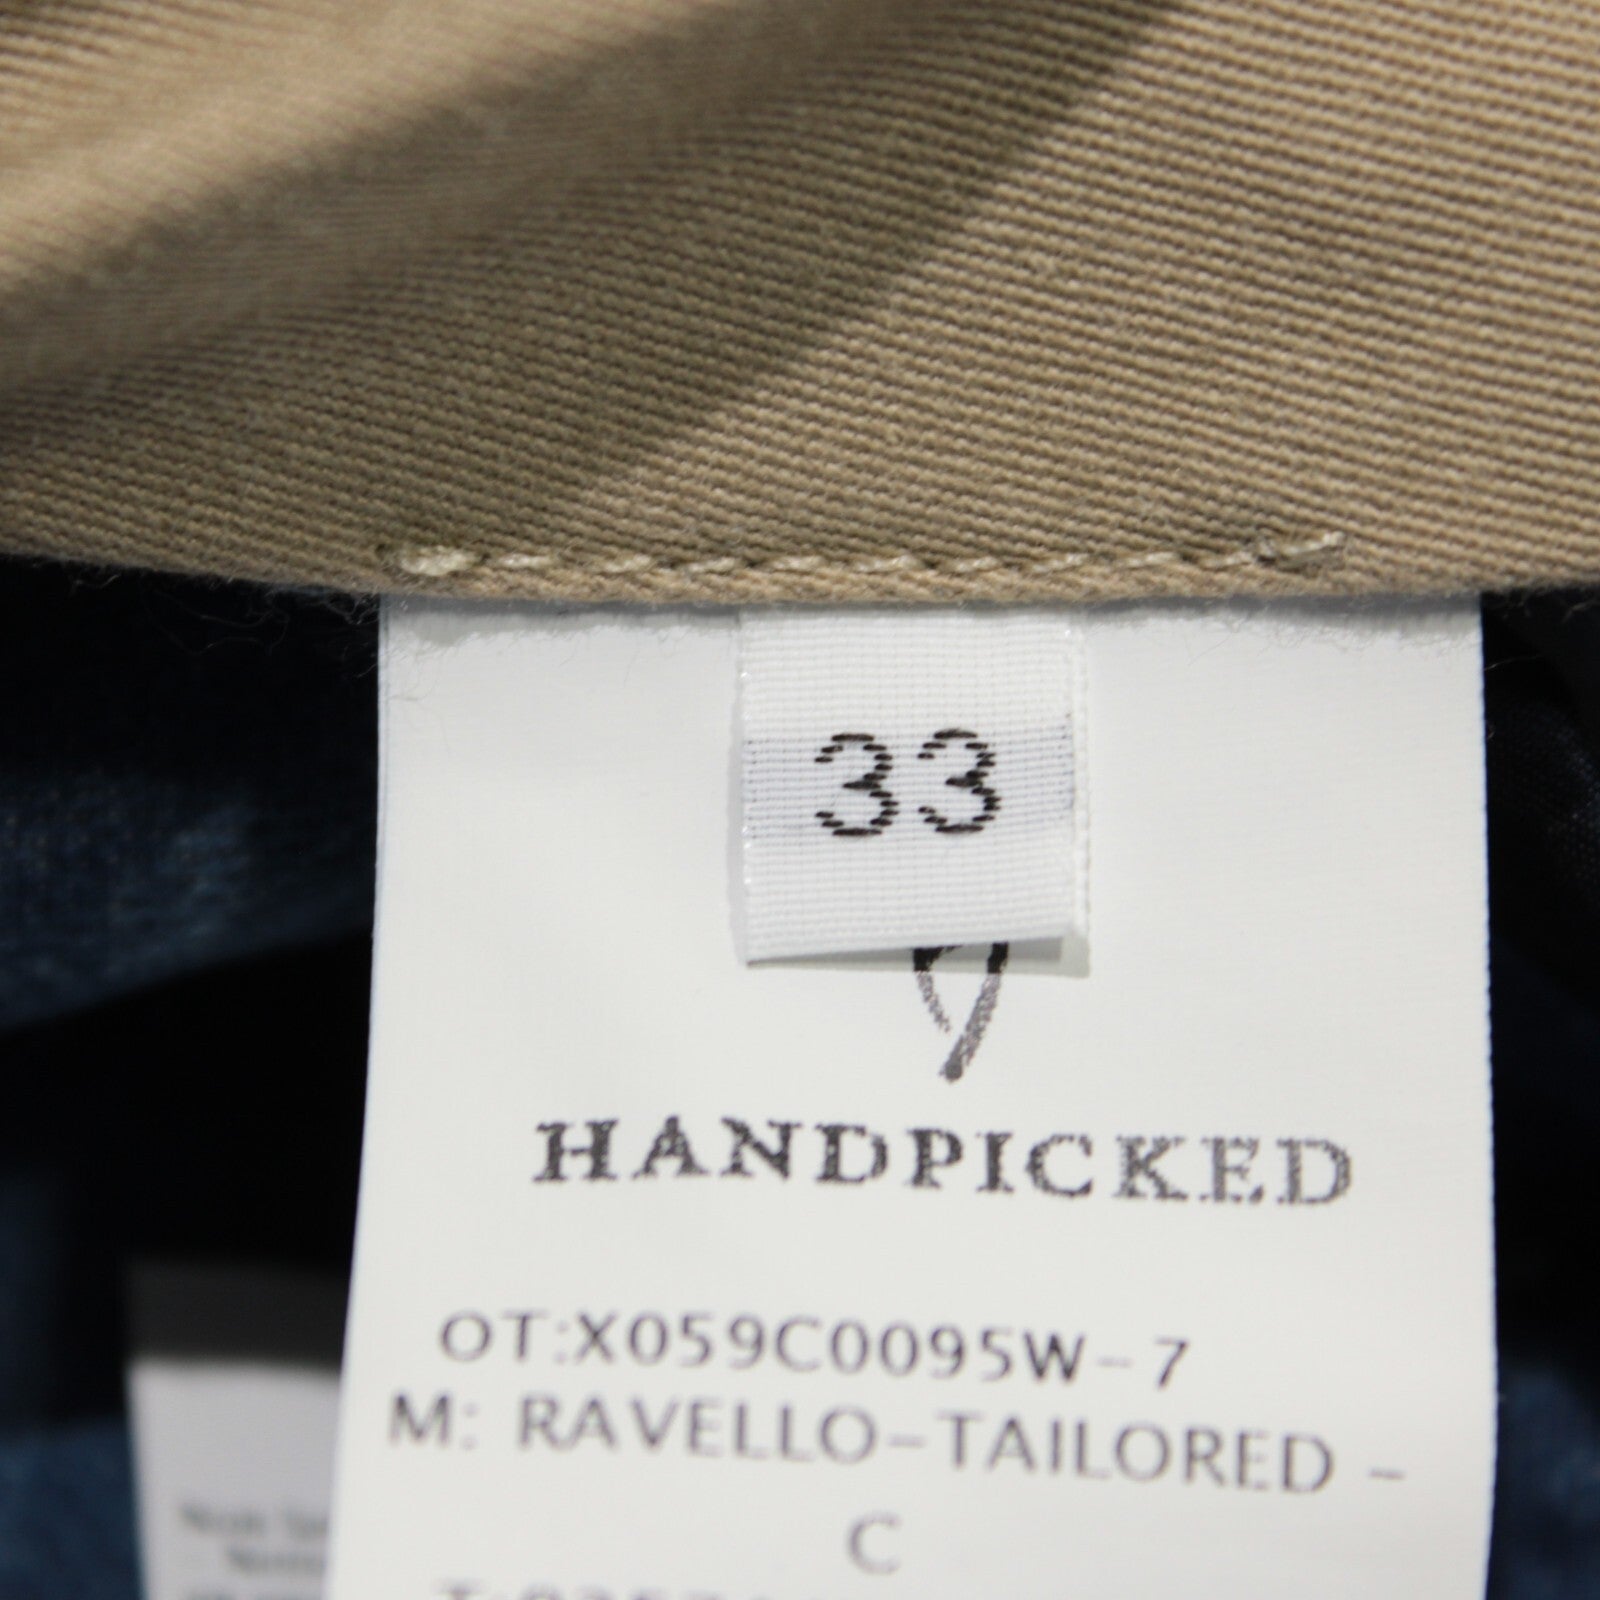 33
HANDPICKED
OT:X059C0095W-7
M: RAVELLO-TAILORED -
C